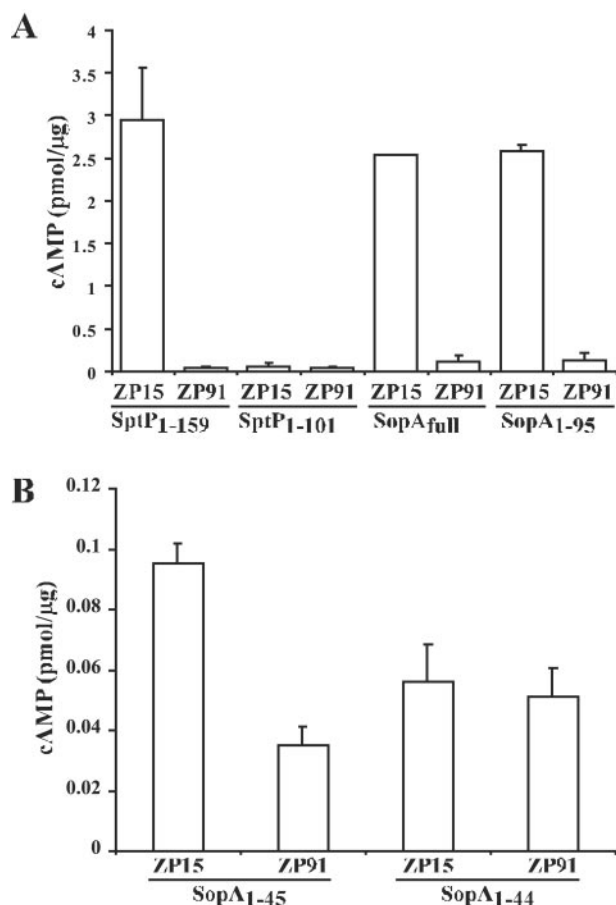 A
4
3.5
3
2.5
2
1.5
1
0.5
0
cAMP (pmol/μg)
ZP15 ZP91 ZP15 ZP91 ZP15 ZP91 ZP15 ZP91
SptP1-159 SptP1-101 SopAfull SopA1-95
B
0.12
0.1
0.08
0.06
0.04
0.02
0
cAMP (pmol/μg)
ZP15 ZP91 ZP15 ZP91
SopA1-45 SopA1-44